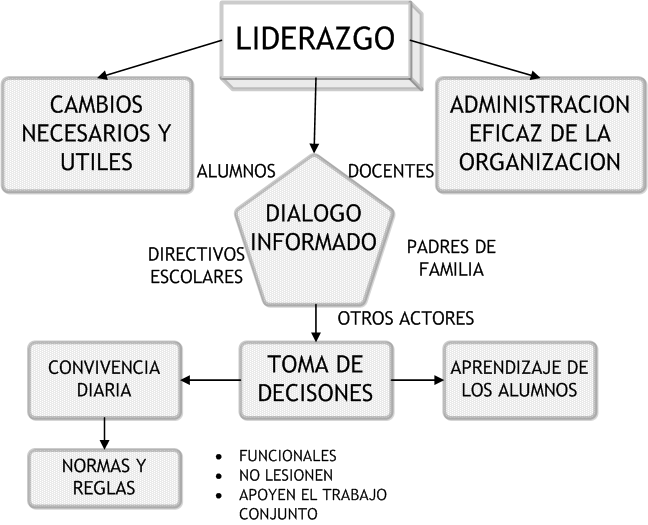 LIDERAZGO
CAMBIOS
NECESARIOS Y
UTILES
ADMINISTRACION
EFICAZ DE LA
ORGANIZACION
ALUMNOS
DOCENTES
DIALOGO
INFORMADO
DIRECTIVOS
ESCOLARES
PADRES DE
FAMILIA
OTROS ACTORES
CONVIVENCIA
DIARIA
TOMA DE
DECISONES
APRENDIZAJE DE
LOS ALUMNOS
NORMAS Y
REGLAS
• FUNCIONALES
• NO LESIONEN
• APOYEN EL TRABAJO
CONJUNTO